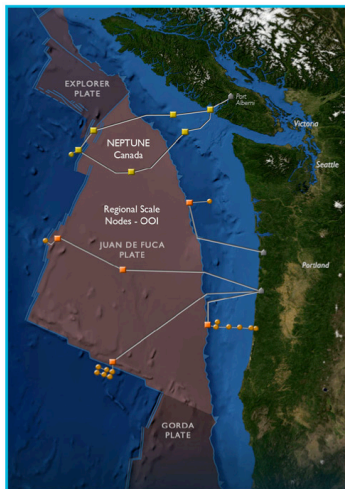 EXPLORER
PLATE
Port
Alberni
Victoria
NEPTUNE
Canada
Seattle
Regional Scale
Nodes - OOI
JUAN DE FUCA
PLATE
Portland
GORDA
PLATE